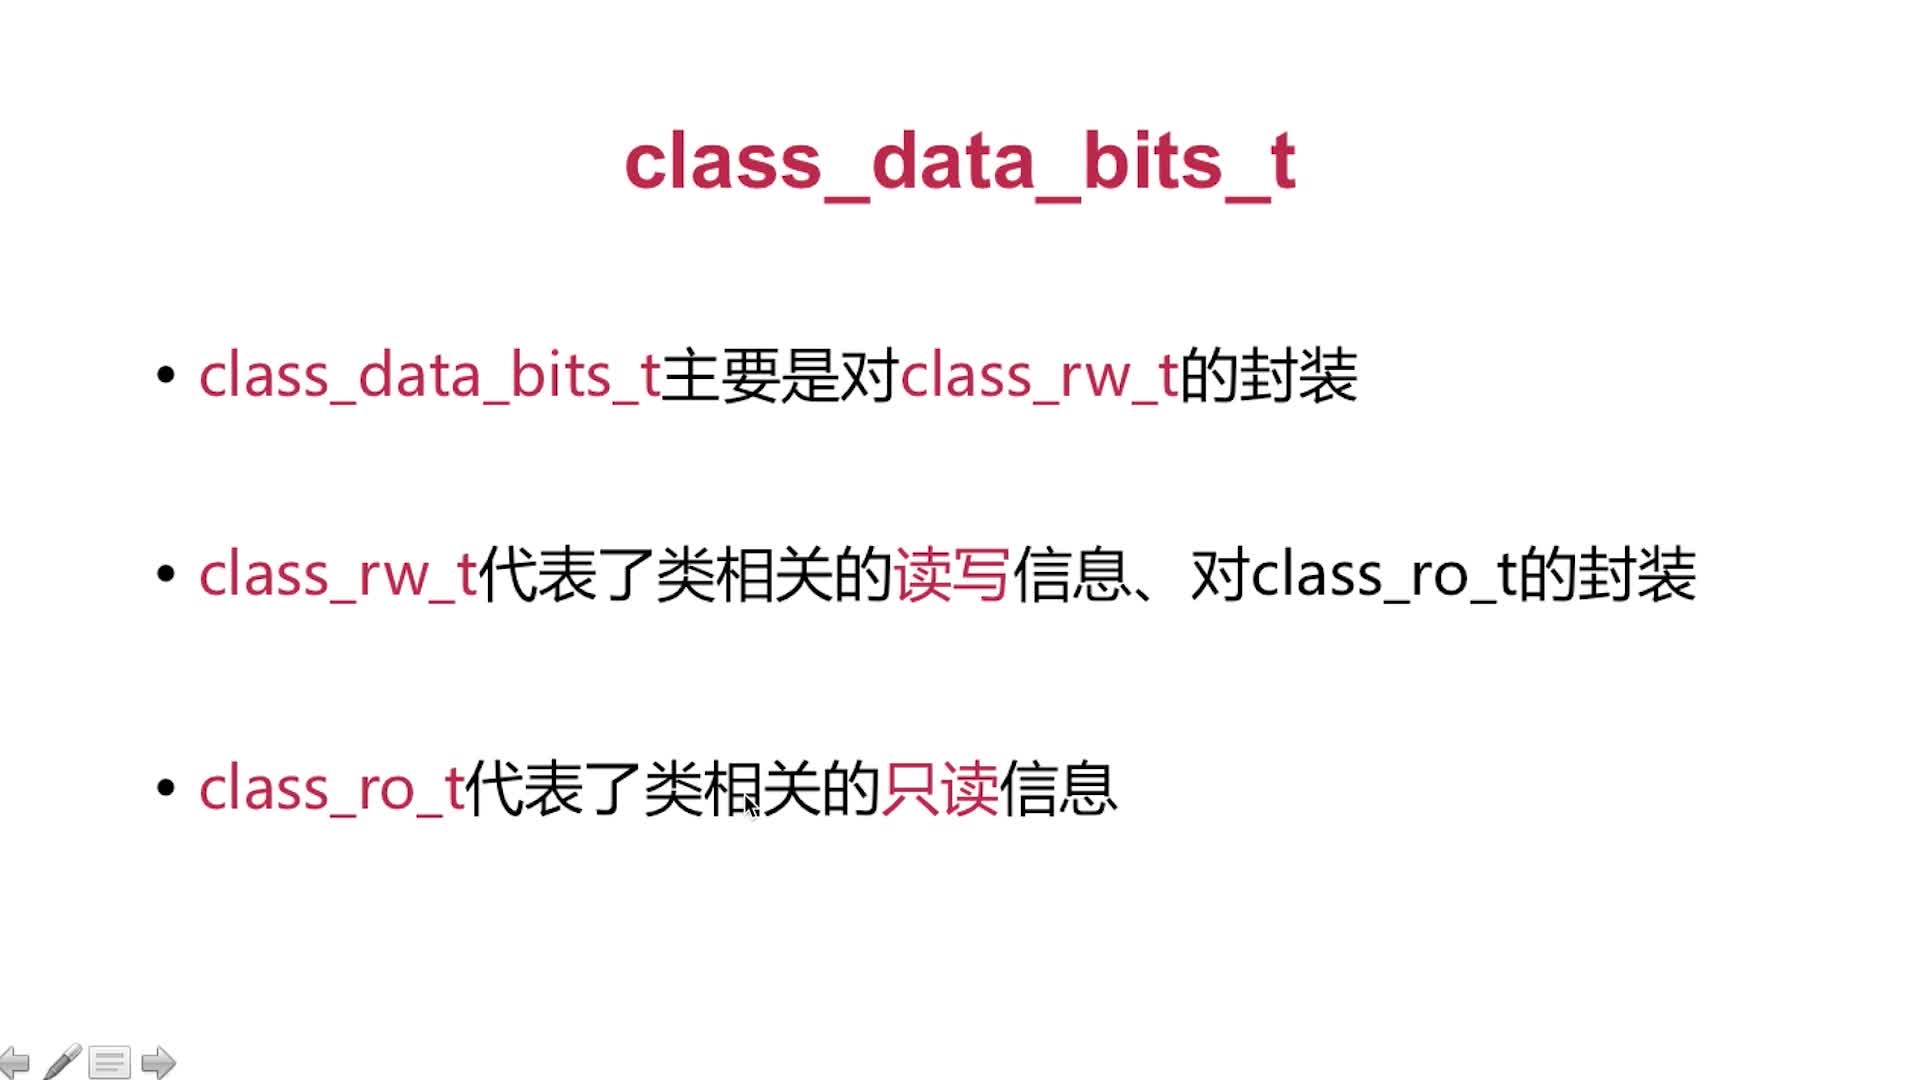 class_data_bits_t
• class_data_bits_t主要是对class_rw_t的封装
• class_rw_t代表了类相关的读写信息、对class_ro_t的封装
• class_ro_t代表了类相关的只读信息